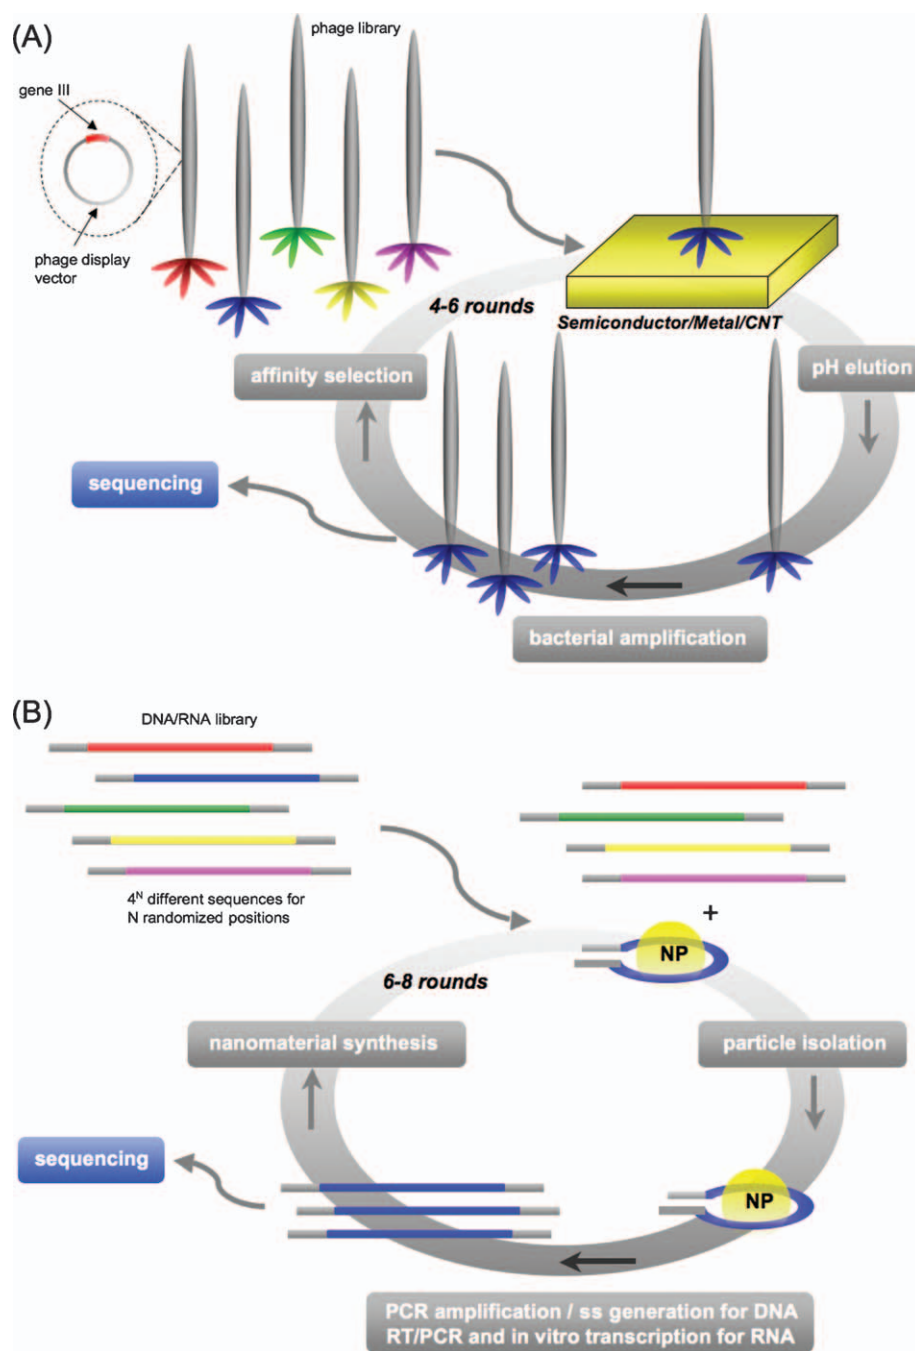 (A)
phage library
gene III
phage display
vector
4-6 rounds
Semiconductor/Metal/CNT
affinity selection
pH elution
sequencing
bacterial amplification
(B)
DNA/RNA library
4ᴺ different sequences for
N randomized positions
+
NP
6-8 rounds
nanomaterial synthesis
particle isolation
sequencing
NP
PCR amplification / ss generation for DNA
RT/PCR and in vitro transcription for RNA